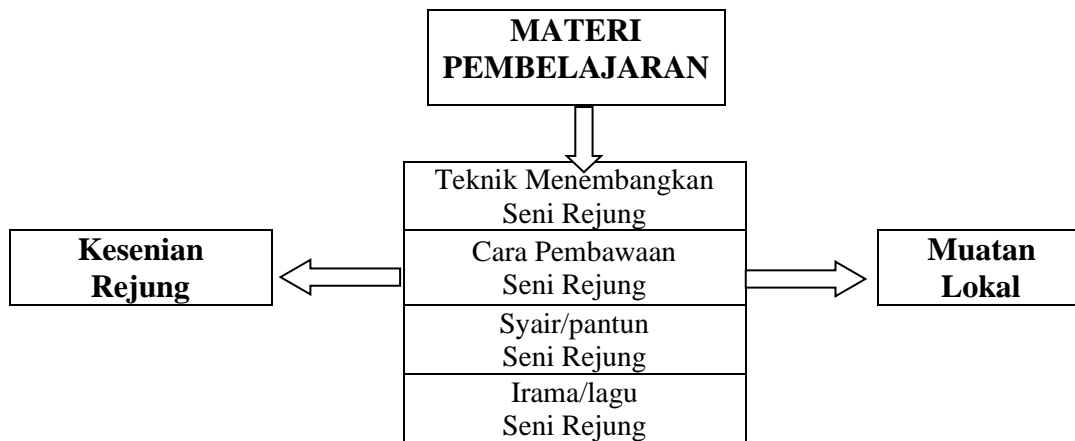 MATERI
PEMBELAJARAN
Teknik Menembangkan
Seni Rejung
Kesenian
Rejung
Cara Pembawaan
Seni Rejung
Muatan
Lokal
Syair/pantun
Seni Rejung
Irama/lagu
Seni Rejung